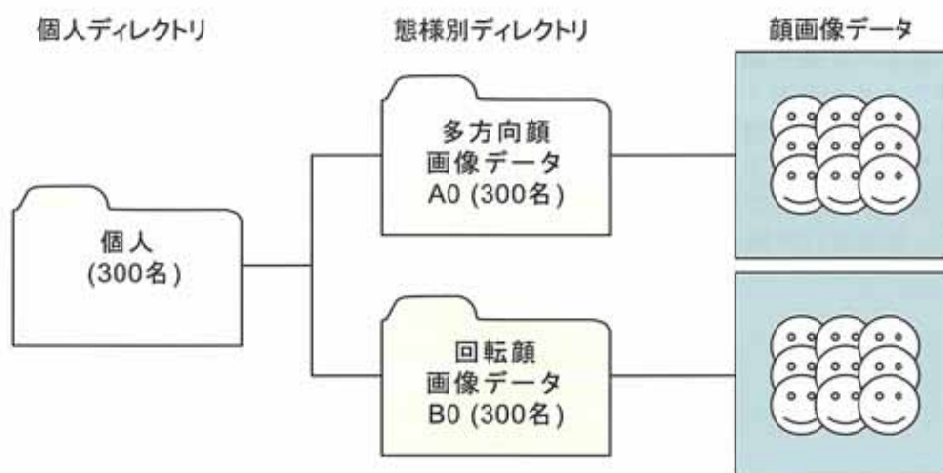 個人ディレクトリ
態様別ディレクトリ
顔画像データ
多方向顔
画像データ
A0 (300名)
個人
(300名)
回転顔
画像データ
B0 (300名)